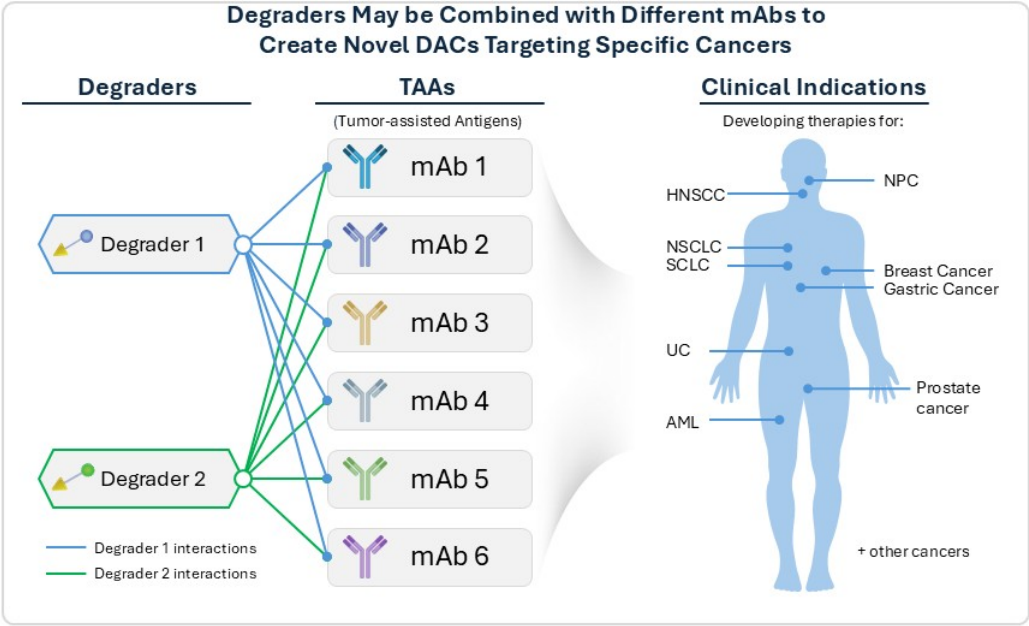 Degraders May be Combined with Different mAbs to
Create Novel DACs Targeting Specific Cancers
Degraders
TAAs
(Tumor-assisted Antigens)
Clinical Indications
Developing therapies for:
Degrader 1
Degrader 2
Degrader 1 interactions
Degrader 2 interactions
mAb 1
mAb 2
mAb 3
mAb 4
mAb 5
mAb 6
NPC
HNSCC
NSCLC
SCLC
Breast Cancer
Gastric Cancer
UC
Prostate
cancer
AML
+ other cancers